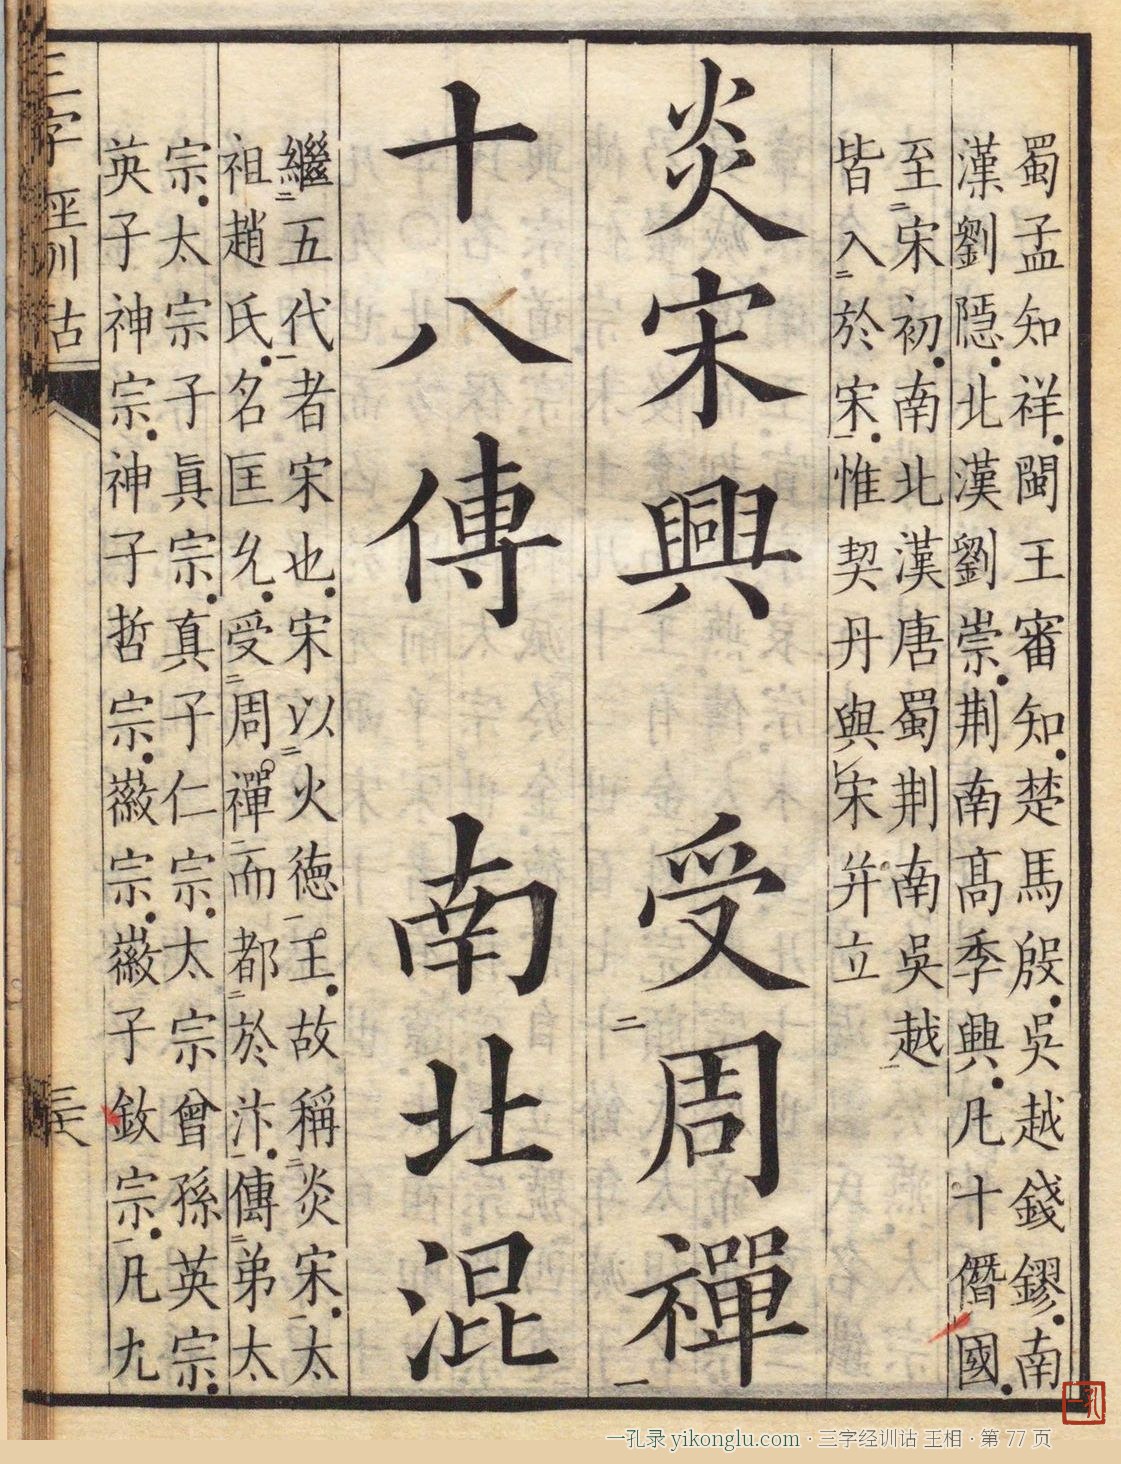 蜀孟知祥閩王審知楚馬殷吳越錢鏐南
漢劉隱北漢劉崇荆南髙季興凡十僭國
至宋初南北漢唐蜀荆南吳越
皆入於宋惟契丹與宋并立
炎宋興　受周禪
十八傳　南北混
繼五代者宋也宋以火德王故稱炎宋太
祖趙氏名匡㐿受周禪而都於汴傳弟太
宗太宗子眞宗真子仁宗太宗曾孫英宗
英子神宗神子哲宗徽宗徽子欽宗凡九
三字經訓詁
一孔录 yikonglu.com · 三字经训诂 王相 · 第 77 页